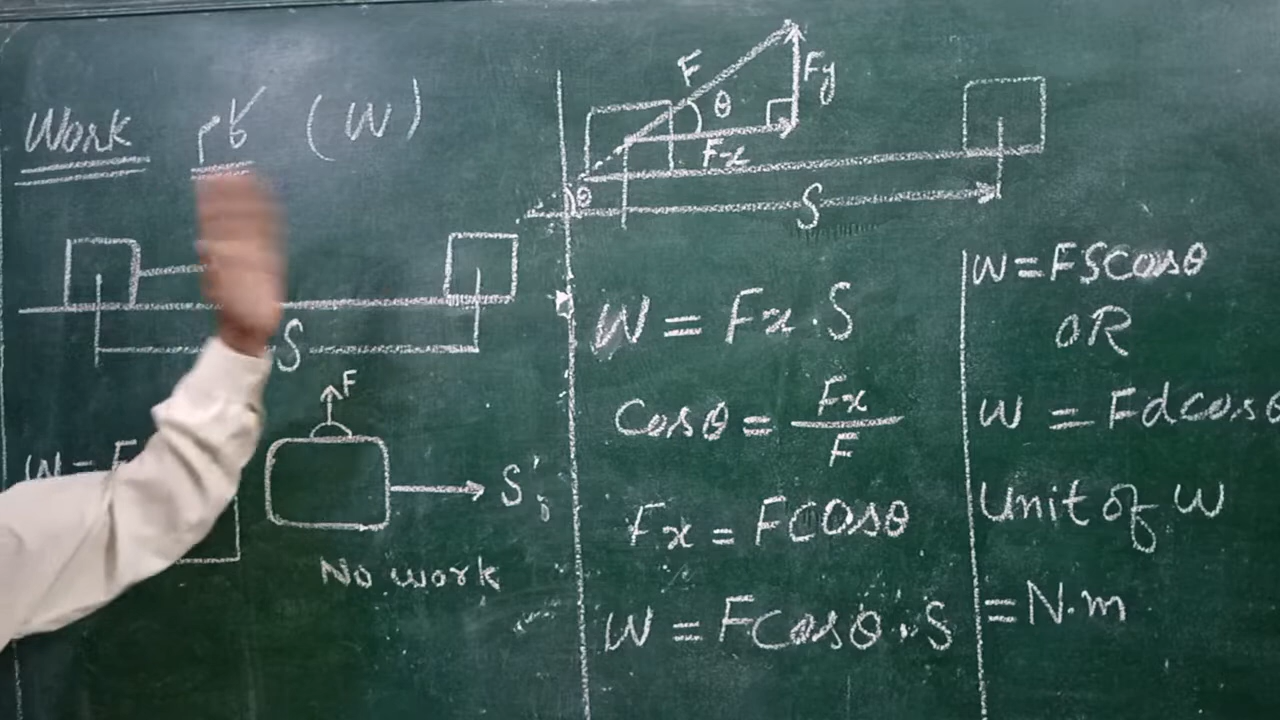 Work کام (W)
S
W = F
F
S
No work
F
θ
Fy
Fx
θ
S
W = Fx . S
Cosθ = Fx / F
Fx = FCosθ
W = FCosθ . S
W = FScosθ
OR
W = Fdcosθ
Unit of W
= N.m